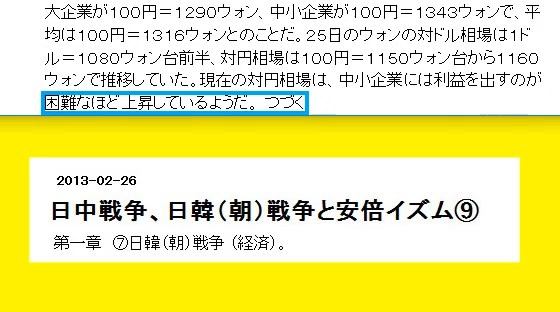 大企業が100円＝1290ウォン、中小企業が100円＝1343ウォンで、平
均は100円＝1316ウォンとのことだ。25日のウォンの対ドル相場は1ド
ル＝1080ウォン台前半、対円相場は100円＝1150ウォン台から1160
ウォンで推移していた。現在の対円相場は、中小企業には利益を出すのが
困難なほど上昇しているようだ。 つづく
2013-02-26
日中戦争、日韓（朝）戦争と安倍イズム⑨
第一章 ⑦日韓（朝）戦争 （経済）。